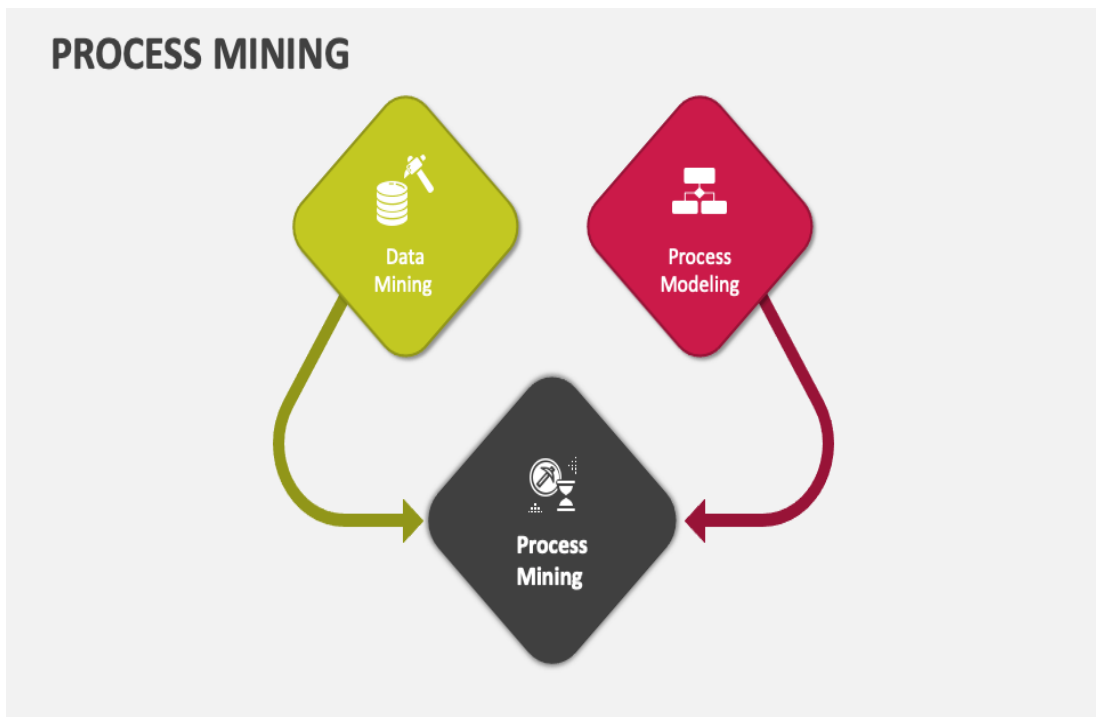 PROCESS MINING
Data
Mining
Process
Modeling
Process
Mining